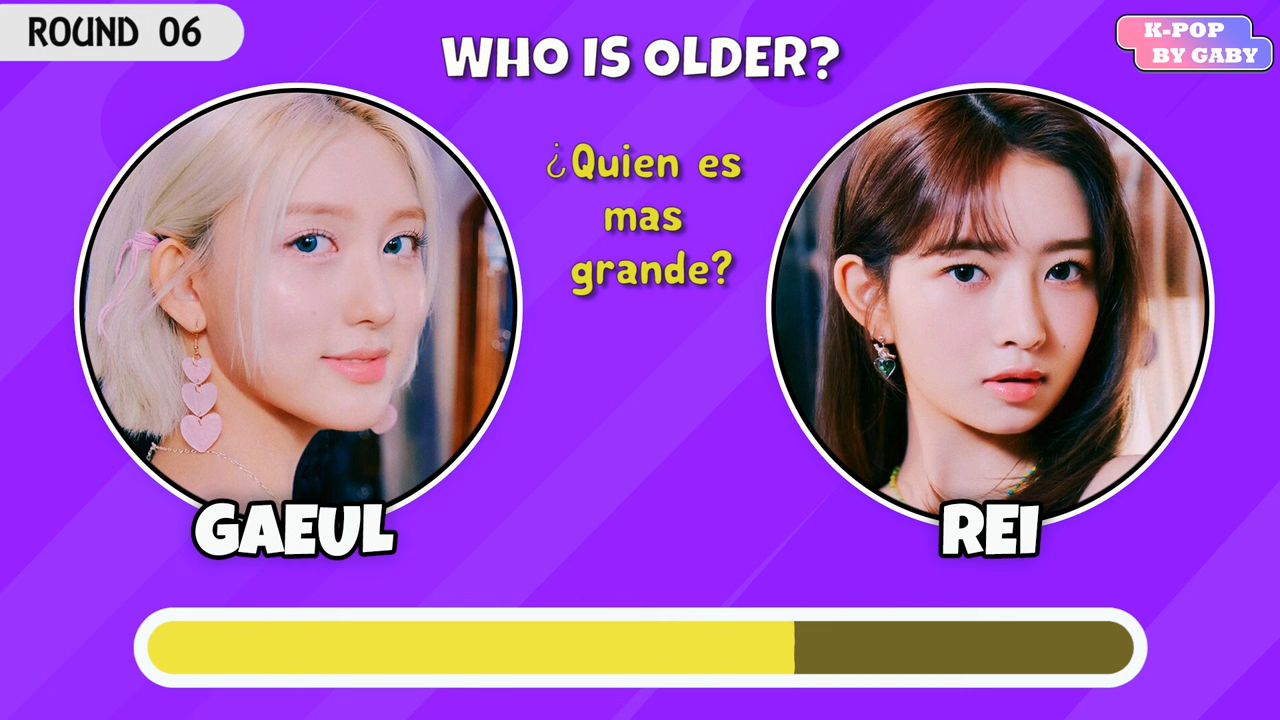 ROUND 06
WHO IS OLDER?
K-POP
BY GABY
¿Quien es
mas
grande?
GAEUL
REI